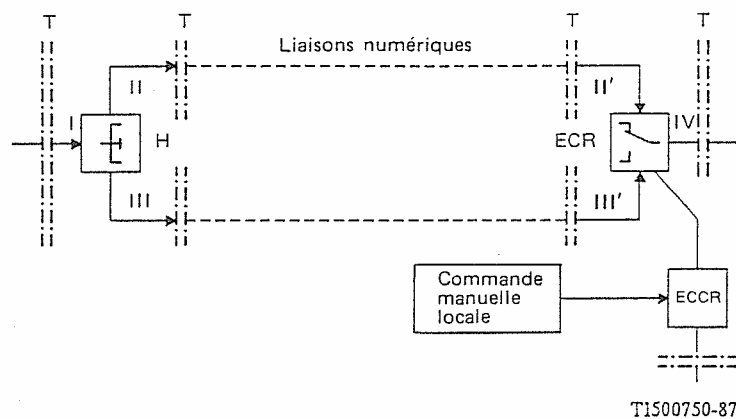 T T T T
Liaisons numériques
II II'
I H ECR IV
III III'
Commande
manuelle
locale
ECCR
T1500750-87